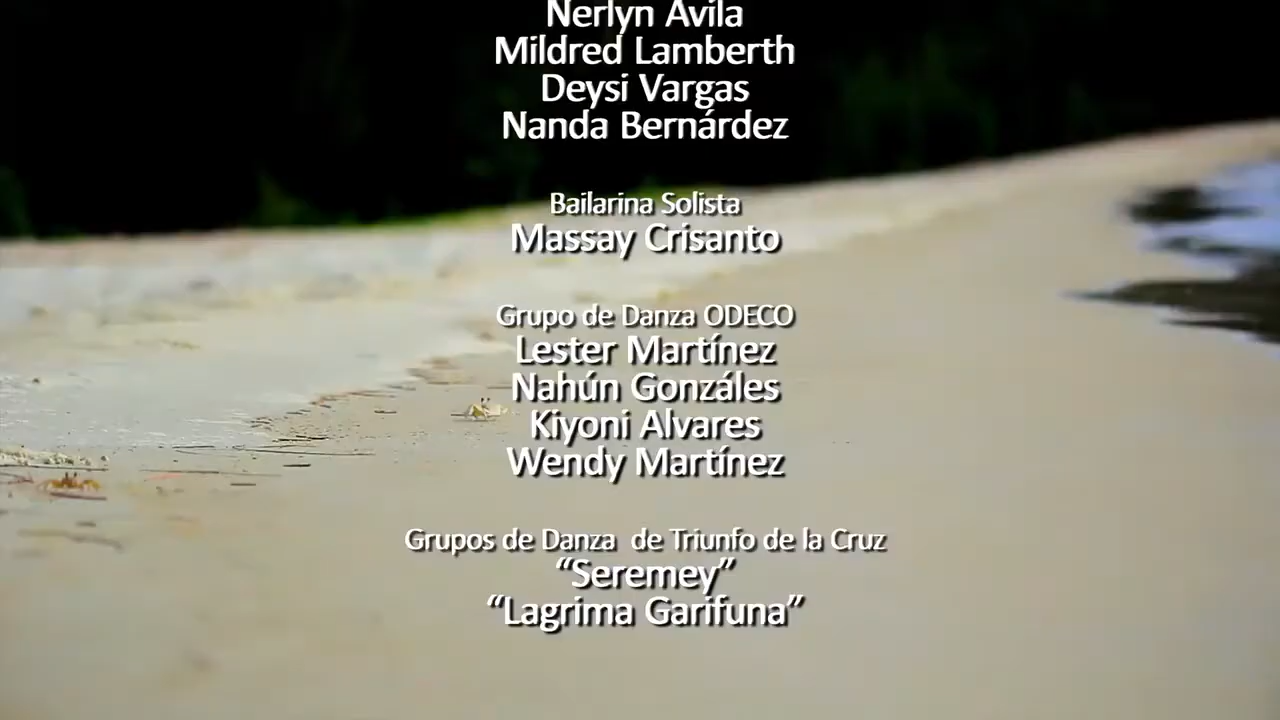 Nerlyn Avila
Mildred Lamberth
Deysi Vargas
Nanda Bernárdez
Bailarina Solista
Massay Crisanto
Grupo de Danza ODECO
Lester Martínez
Nahún Gonzáles
Kiyoni Alvares
Wendy Martínez
Grupos de Danza de Triunfo de la Cruz
“Seremey”
“Lagrima Garifuna”